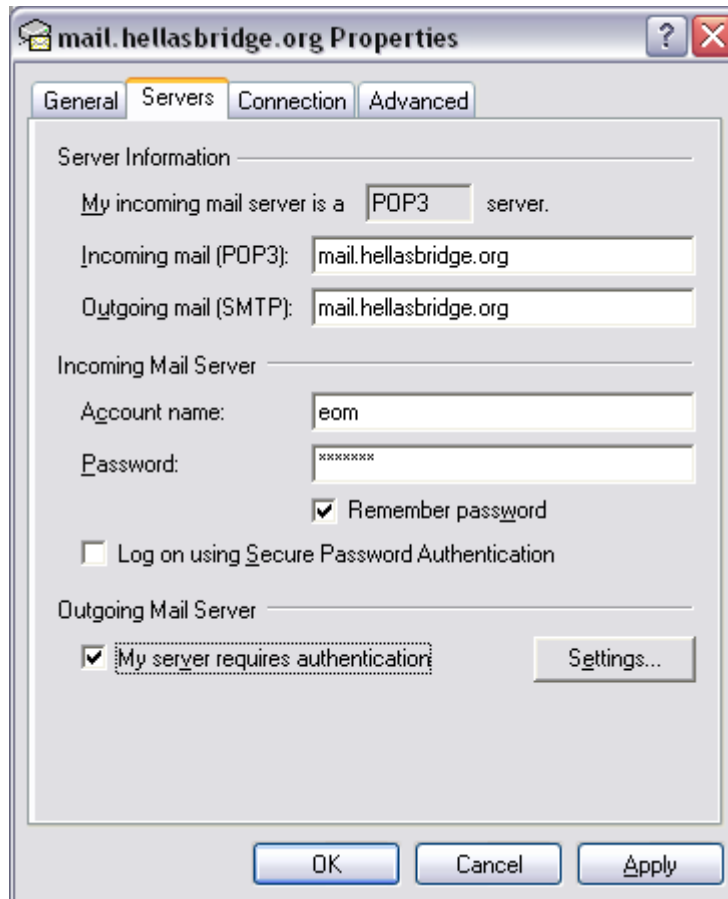 mail.hellasbridge.org Properties
General Servers Connection Advanced
Server Information
My incoming mail server is a POP3 server.
Incoming mail (POP3): mail.hellasbridge.org
Outgoing mail (SMTP): mail.hellasbridge.org
Incoming Mail Server
Account name: eom
Password: *******
Remember password
Log on using Secure Password Authentication
Outgoing Mail Server
My server requires authentication Settings...
OK Cancel Apply